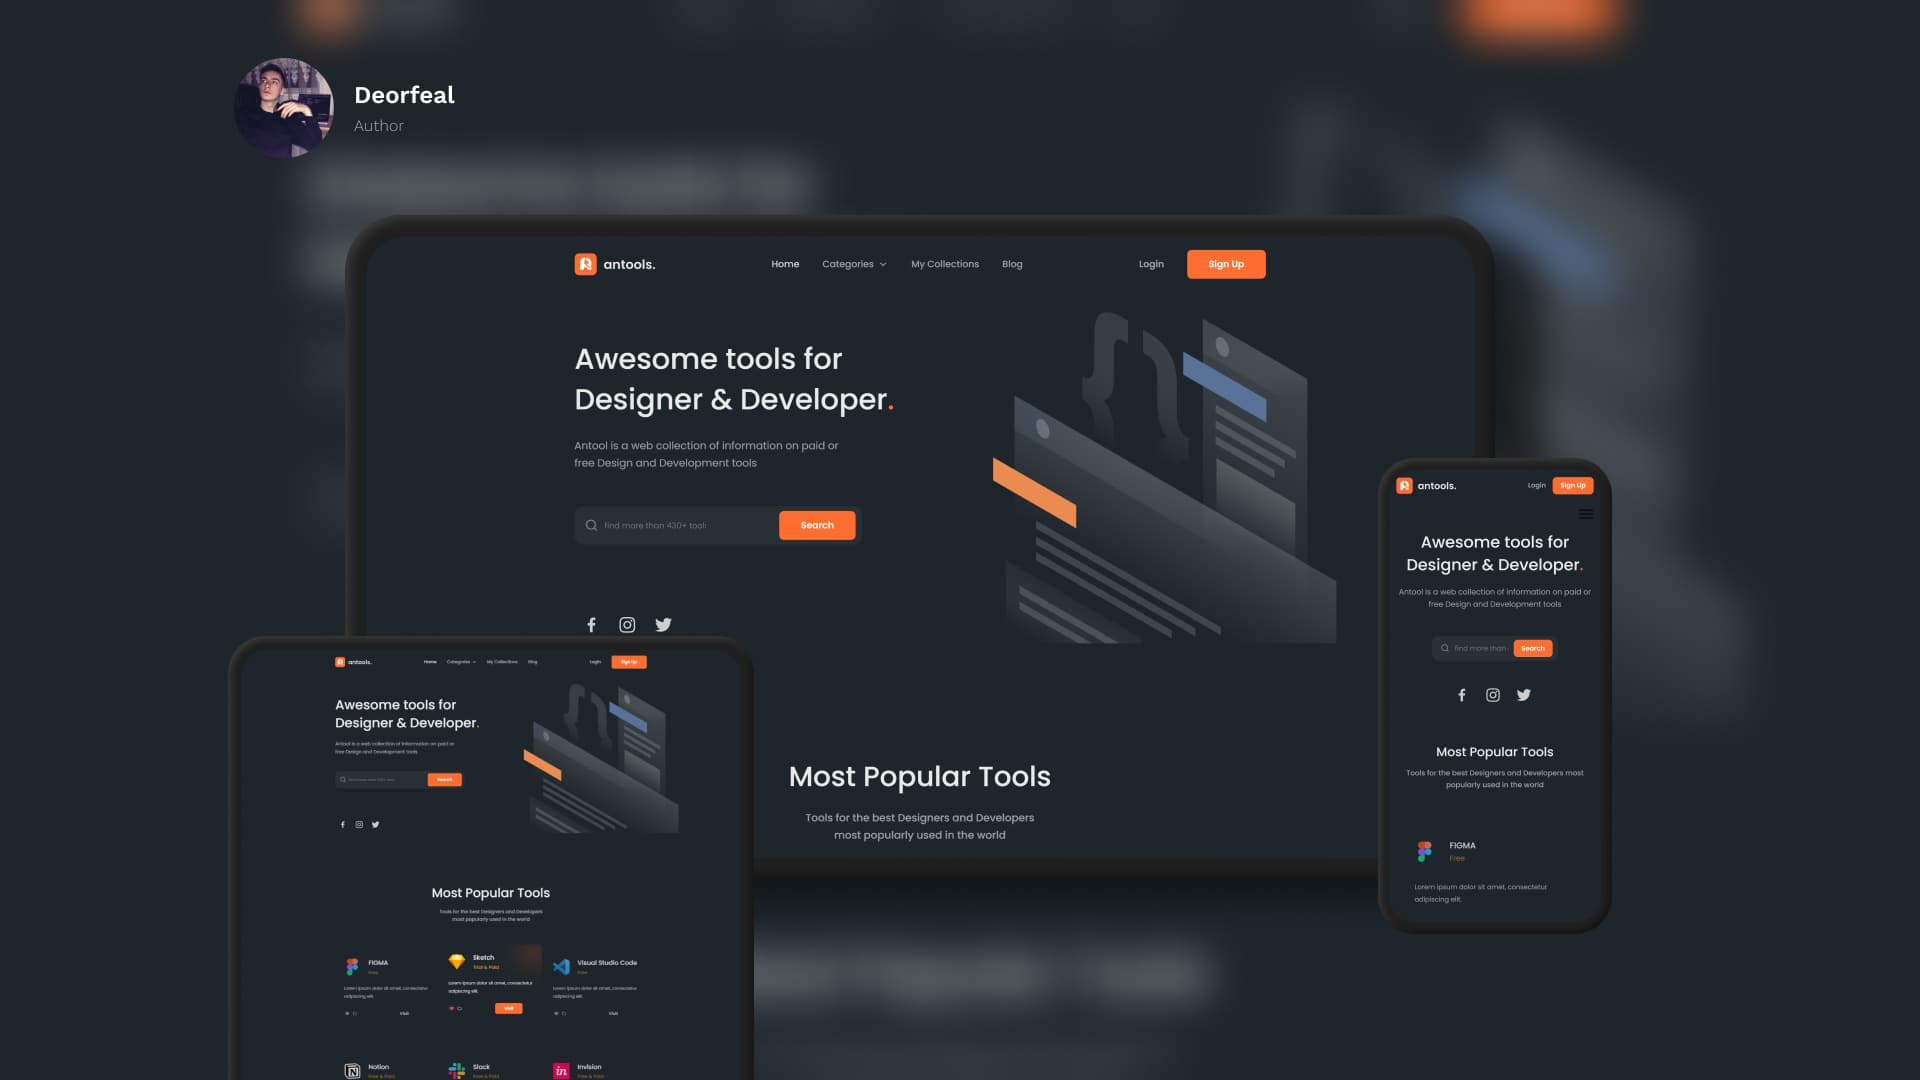 Deorfeal
Author
antools.
Home Categories My Collections Blog
Login Sign Up
Awesome tools for
Designer & Developer.
Antool is a web collection of information on paid or
free Design and Development tools
find more than 430+ tools
Search
Most Popular Tools
Tools for the best Designers and Developers
most popularly used in the world
antools.
Login Sign Up
Awesome tools for
Designer & Developer.
Antool is a web collection of information on paid or
free Design and Development tools
find more than
Search
Most Popular Tools
Tools for the best Designers and Developers most
popularly used in the world
FIGMA
Free
Lorem ipsum dolor sit amet, consectetur
adipiscing elit.
antools.
Home Categories My Collections Blog
Login Sign Up
Awesome tools for
Designer & Developer.
Antool is a web collection of information on paid or
free Design and Development tools
Search
Most Popular Tools
Tools for the best Designers and Developers
most popularly used in the world
FIGMA
Free
Lorem ipsum dolor sit amet, consectetur
adipiscing elit.
Visit
Sketch
Trial & Paid
Lorem ipsum dolor sit amet, consectetur
adipiscing elit.
Visit
Visual Studio Code
Free
Lorem ipsum dolor sit amet, consectetur
adipiscing elit.
Visit
Notion
Free & Paid
Slack
Free & Paid
in
Invision
Free & Paid